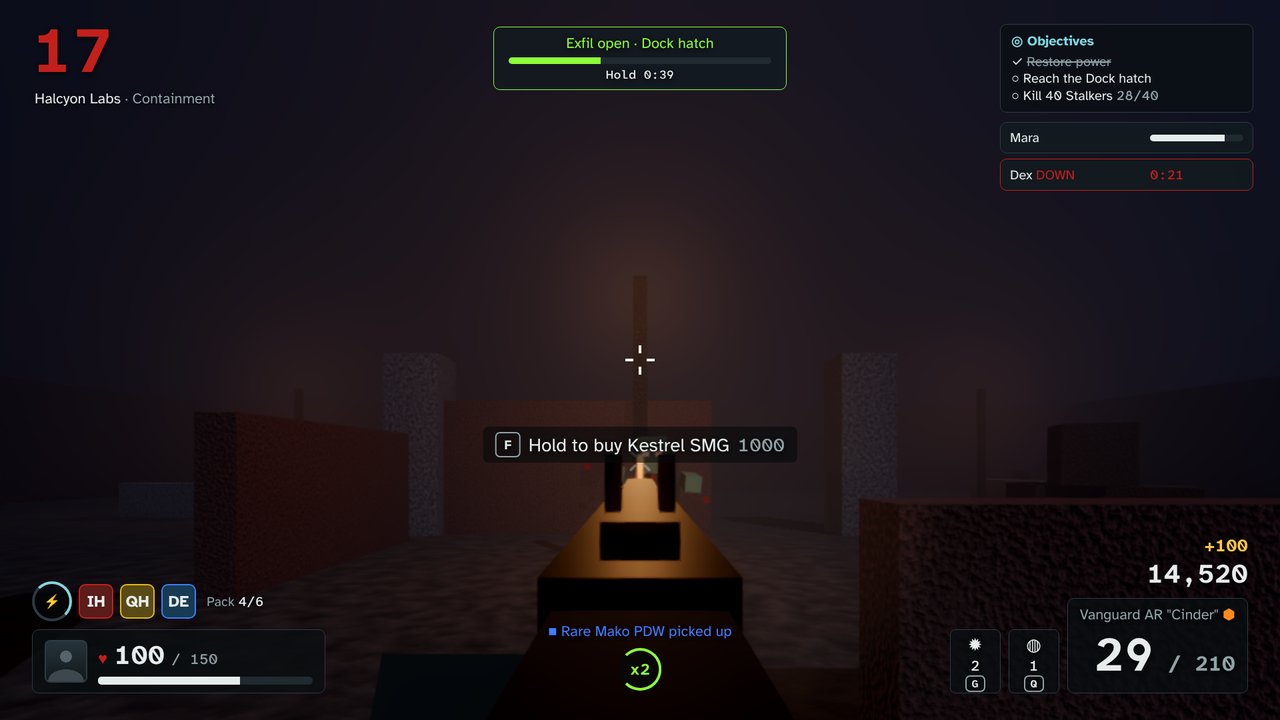 17
Halcyon Labs · Containment
Exfil open · Dock hatch
Hold 0:39
Objectives
Restore power
Reach the Dock hatch
Kill 40 Stalkers 28/40
Mara
Dex DOWN 0:21
F Hold to buy Kestrel SMG 1000
IH QH DE Pack 4/6
100 / 150
Rare Mako PDW picked up
x2
+100
14,520
2
G
1
Q
Vanguard AR "Cinder"
29 / 210